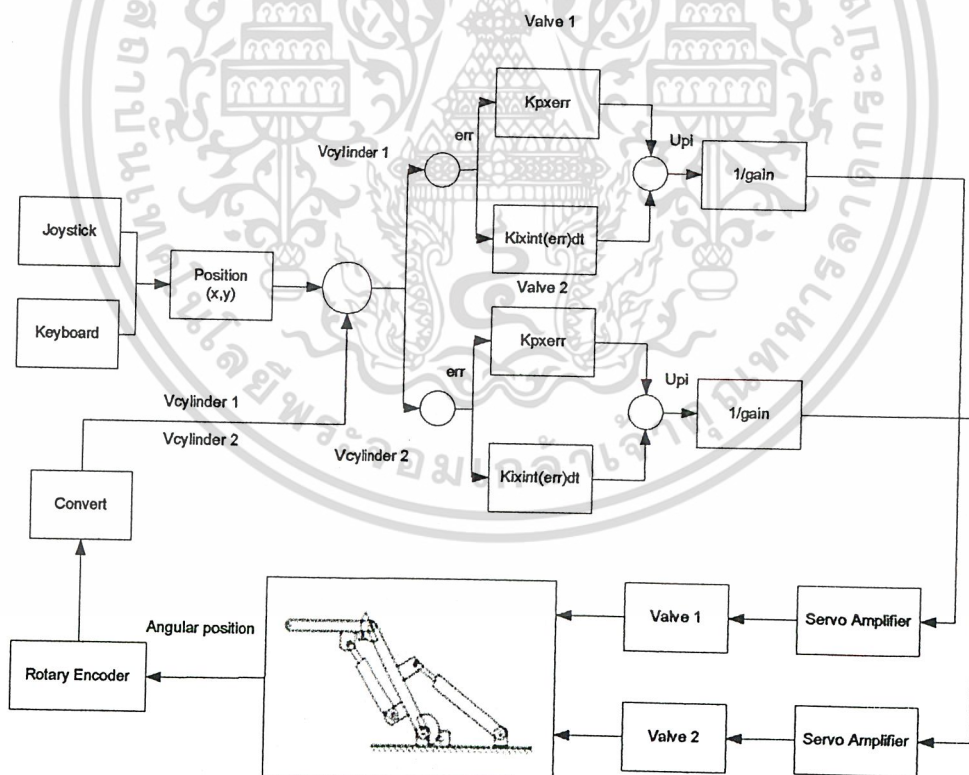 Valve 1
Kpxerr
err
Upi
Vcylinder 1
1/gain
Joystick
Kixint(err)dt
Position
(x,y)
Valve 2
Keyboard
Kpxerr
err
Upi
Vcylinder 1
1/gain
Vcylinder 2
Vcylinder 2
Kixint(err)dt
Convert
Angular position
Valve 1
Servo Amplifier
Rotary Encoder
Valve 2
Servo Amplifier